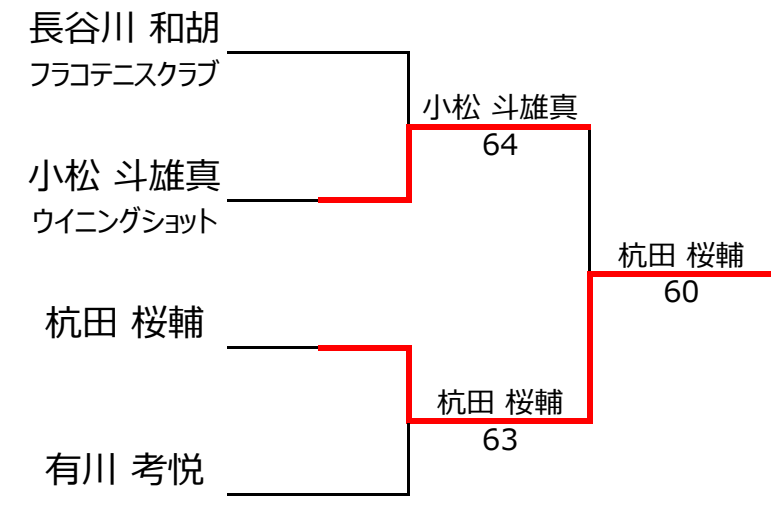 長谷川 和胡
フラコテニスクラブ
小松 斗雄真
ウイニングショット
杭田 桜輔
有川 考悦
小松 斗雄真
64
杭田 桜輔
63
杭田 桜輔
60